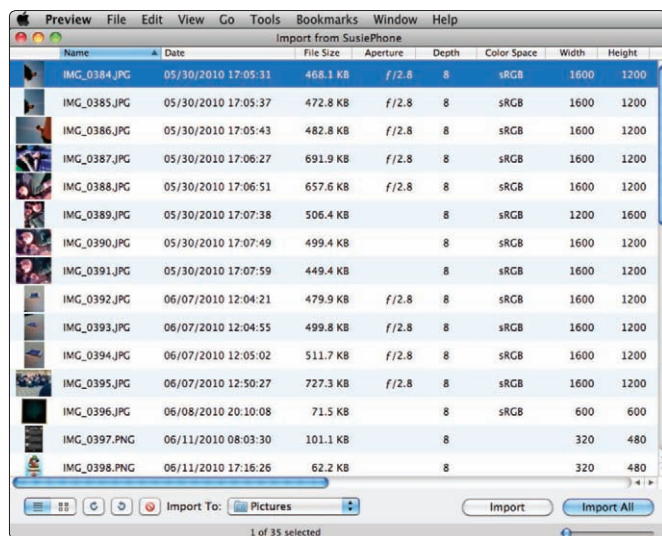 Preview File Edit View Go Tools Bookmarks Window Help
Import from SusiePhone
Name Date File Size Aperture Depth Color Space Width Height
IMG_0384.JPG 05/30/2010 17:05:31 468.1 KB f/2.8 8 sRGB 1600 1200
IMG_0385.JPG 05/30/2010 17:05:37 472.8 KB f/2.8 8 sRGB 1600 1200
IMG_0386.JPG 05/30/2010 17:05:43 482.8 KB f/2.8 8 sRGB 1600 1200
IMG_0387.JPG 05/30/2010 17:06:27 691.9 KB f/2.8 8 sRGB 1600 1200
IMG_0388.JPG 05/30/2010 17:06:51 657.6 KB f/2.8 8 sRGB 1600 1200
IMG_0389.JPG 05/30/2010 17:07:38 506.4 KB 8 sRGB 1200 1600
IMG_0390.JPG 05/30/2010 17:07:49 499.4 KB 8 sRGB 1600 1200
IMG_0391.JPG 05/30/2010 17:07:59 449.4 KB 8 sRGB 1600 1200
IMG_0392.JPG 06/07/2010 12:04:21 479.9 KB f/2.8 8 sRGB 1600 1200
IMG_0393.JPG 06/07/2010 12:04:55 499.8 KB f/2.8 8 sRGB 1600 1200
IMG_0394.JPG 06/07/2010 12:05:02 511.7 KB f/2.8 8 sRGB 1600 1200
IMG_0395.JPG 06/07/2010 12:50:27 727.3 KB f/2.8 8 sRGB 1600 1200
IMG_0396.JPG 06/08/2010 20:10:08 71.5 KB 8 sRGB 600 600
IMG_0397.PNG 06/11/2010 08:03:30 101.1 KB 8 320 480
IMG_0398.PNG 06/11/2010 17:16:26 62.2 KB 8 320 480
Import To: Pictures Import Import All
1 of 35 selected